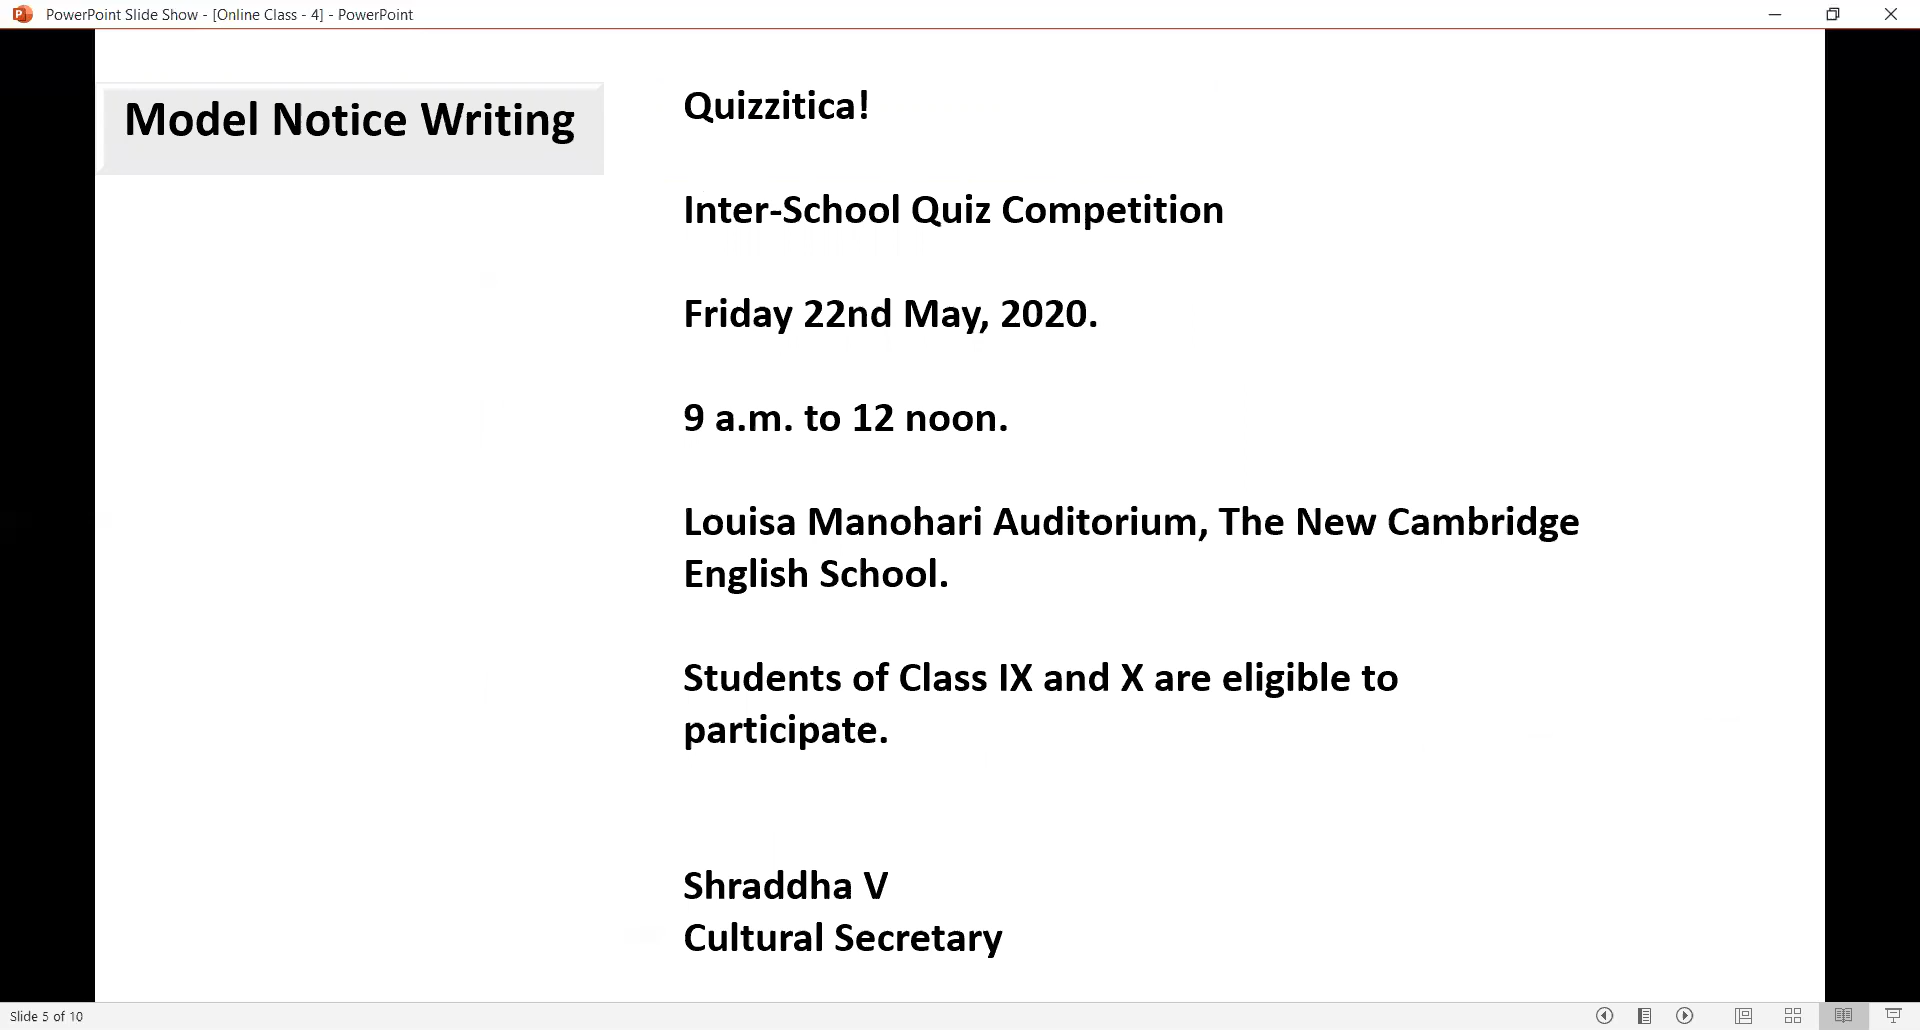 PowerPoint Slide Show - [Online Class - 4] - PowerPoint
Model Notice Writing
Quizzitica!
Inter-School Quiz Competition
Friday 22nd May, 2020.
9 a.m. to 12 noon.
Louisa Manohari Auditorium, The New Cambridge
English School.
Students of Class IX and X are eligible to
participate.
Shraddha V
Cultural Secretary
Slide 5 of 10